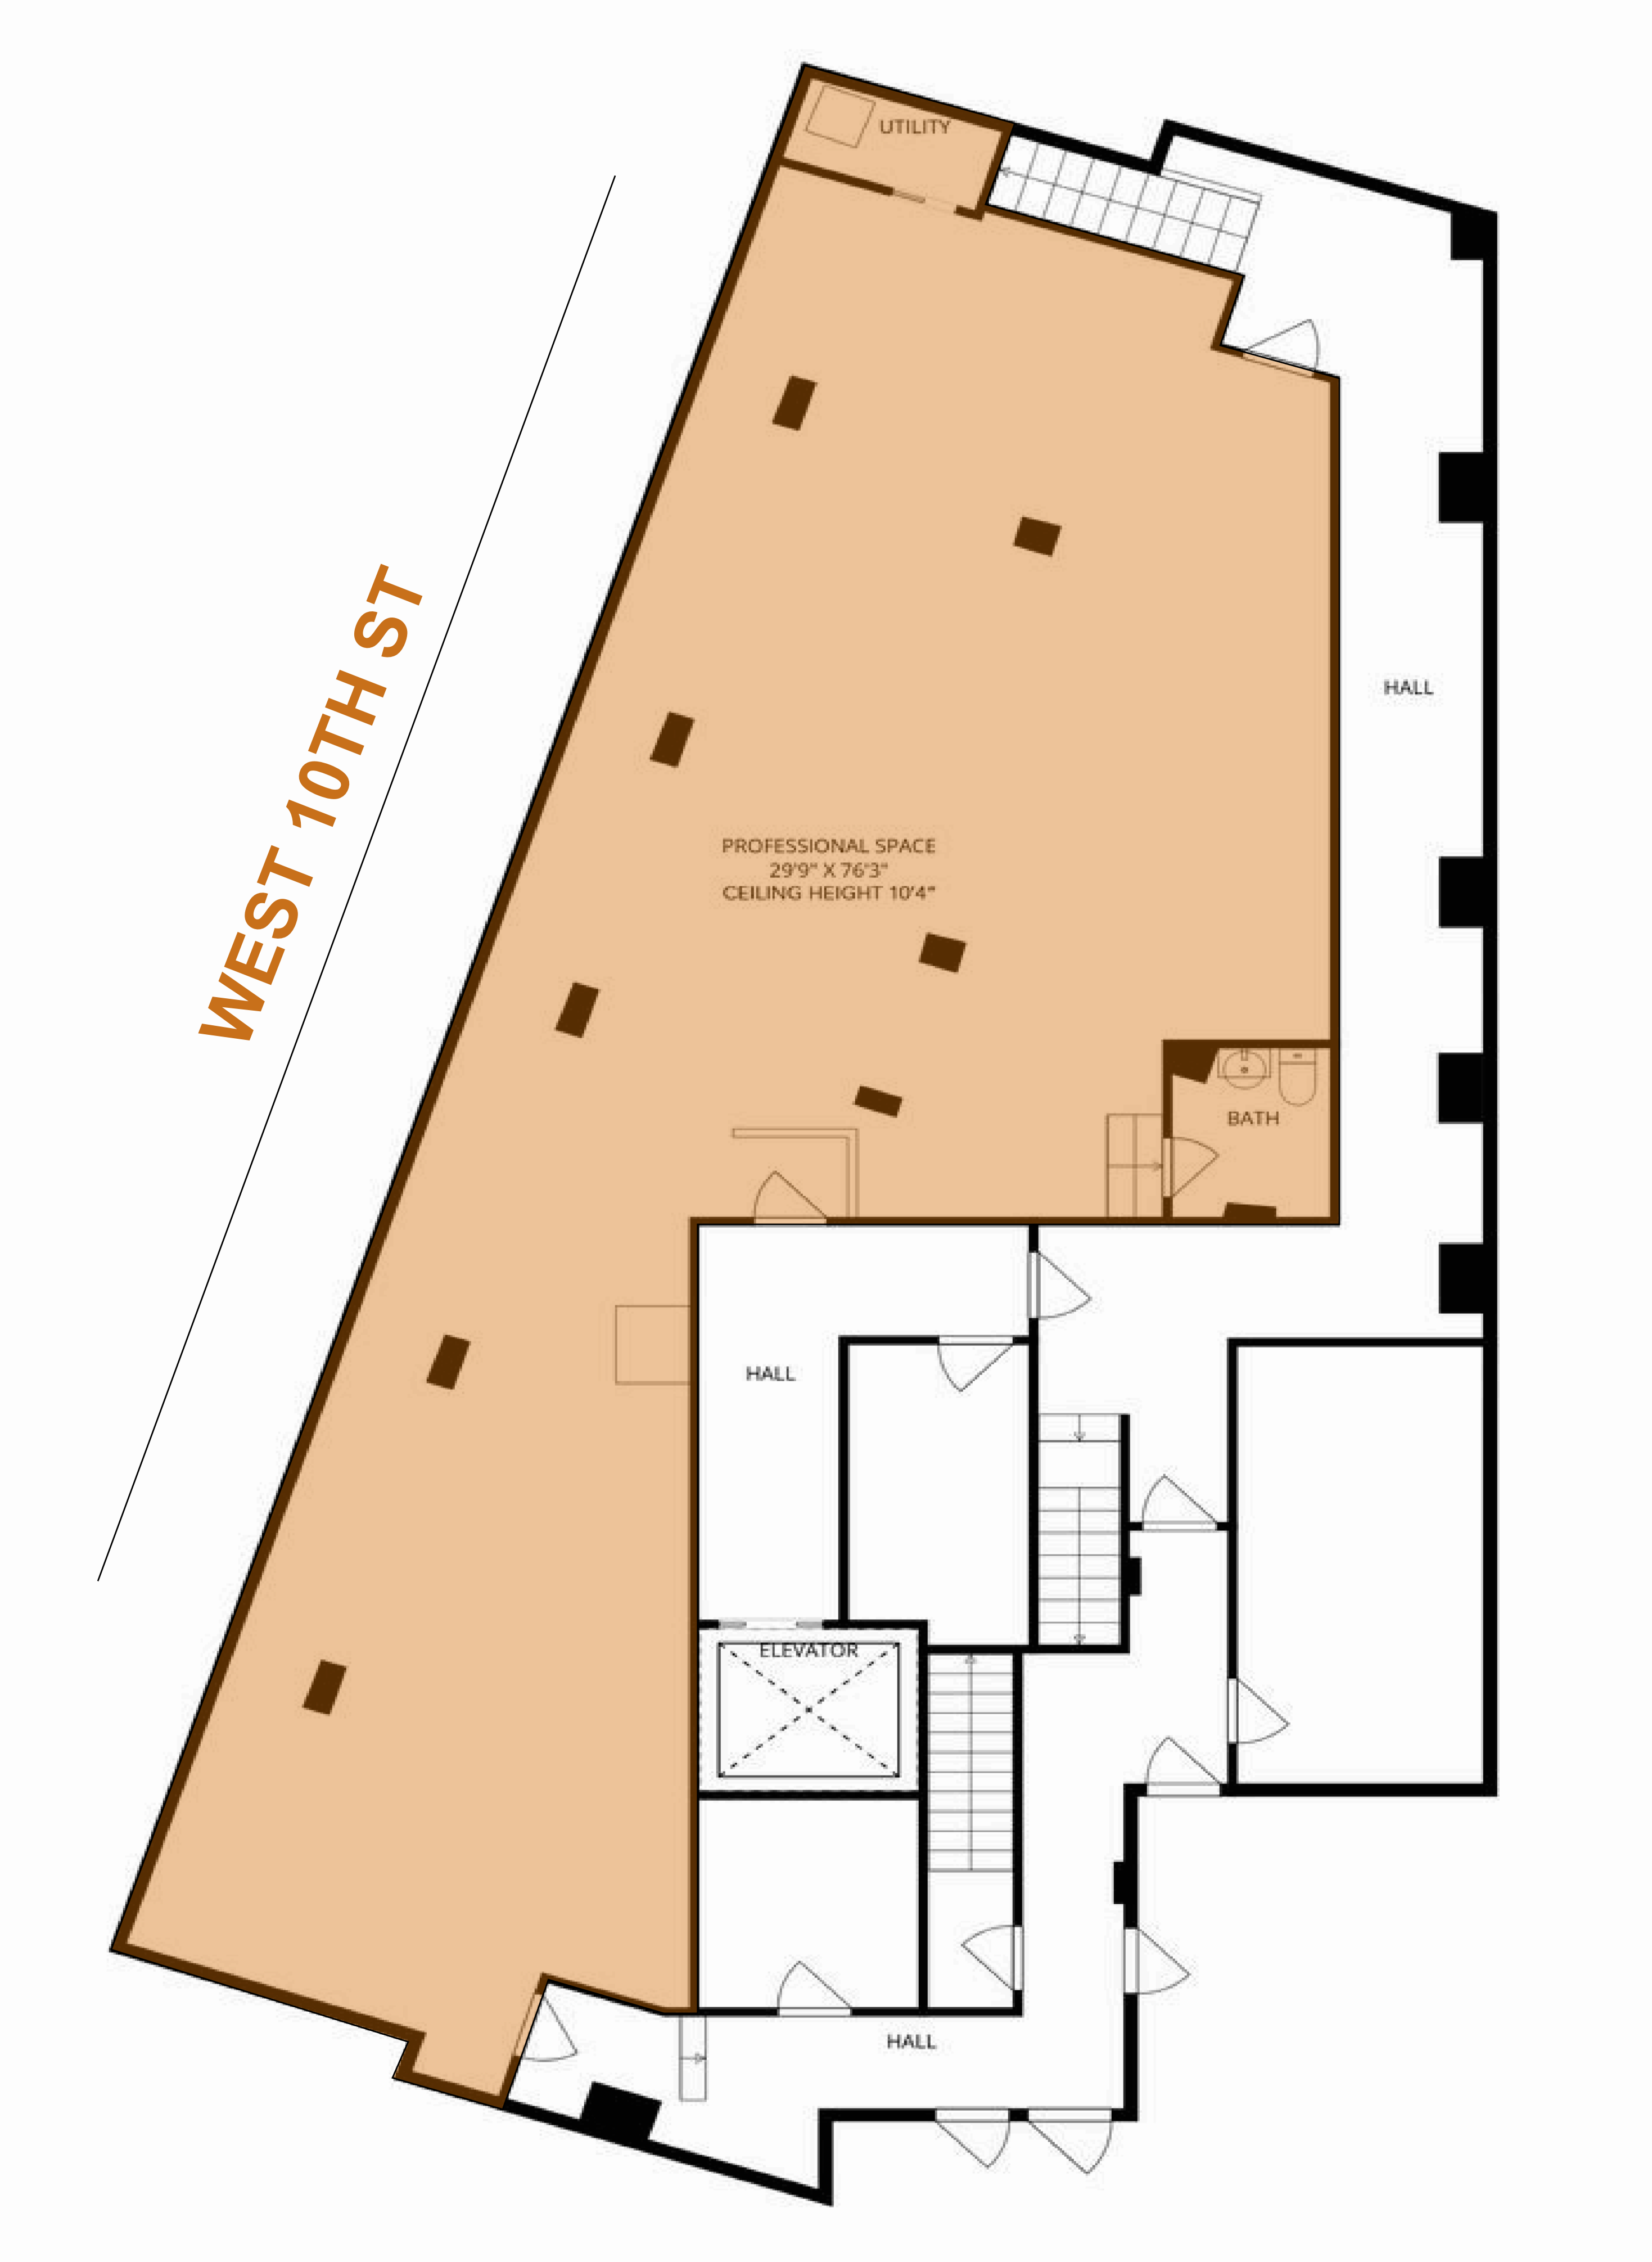 UTILITY
WEST 10TH ST
HALL
PROFESSIONAL SPACE
29'9" X 76'3"
CEILING HEIGHT 10'4"
BATH
HALL
ELEVATOR
HALL